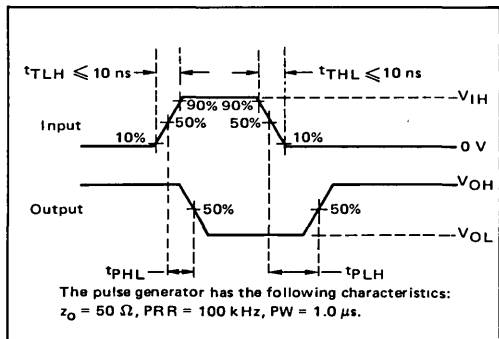 tTLH ≤ 10 ns
tTHL ≤ 10 ns
VIH
90% 90%
Input
50%
50%
10%
10%
0 V
VOH
Output
50%
50%
VOL
tPHL
tPLH
The pulse generator has the following characteristics:
zo = 50 Ω, PRR = 100 kHz, PW = 1.0 μs.